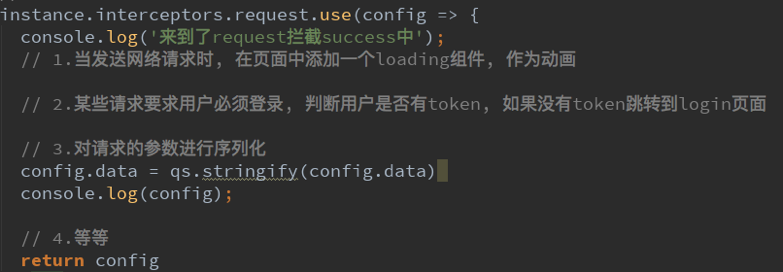 instance.interceptors.request.use(config => {
console.log('来到了request拦截success中');
// 1.当发送网络请求时, 在页面中添加一个loading组件, 作为动画
// 2.某些请求要求用户必须登录, 判断用户是否有token, 如果没有token跳转到login页面
// 3.对请求的参数进行序列化
config.data = qs.stringify(config.data)
console.log(config);
// 4.等等
return config